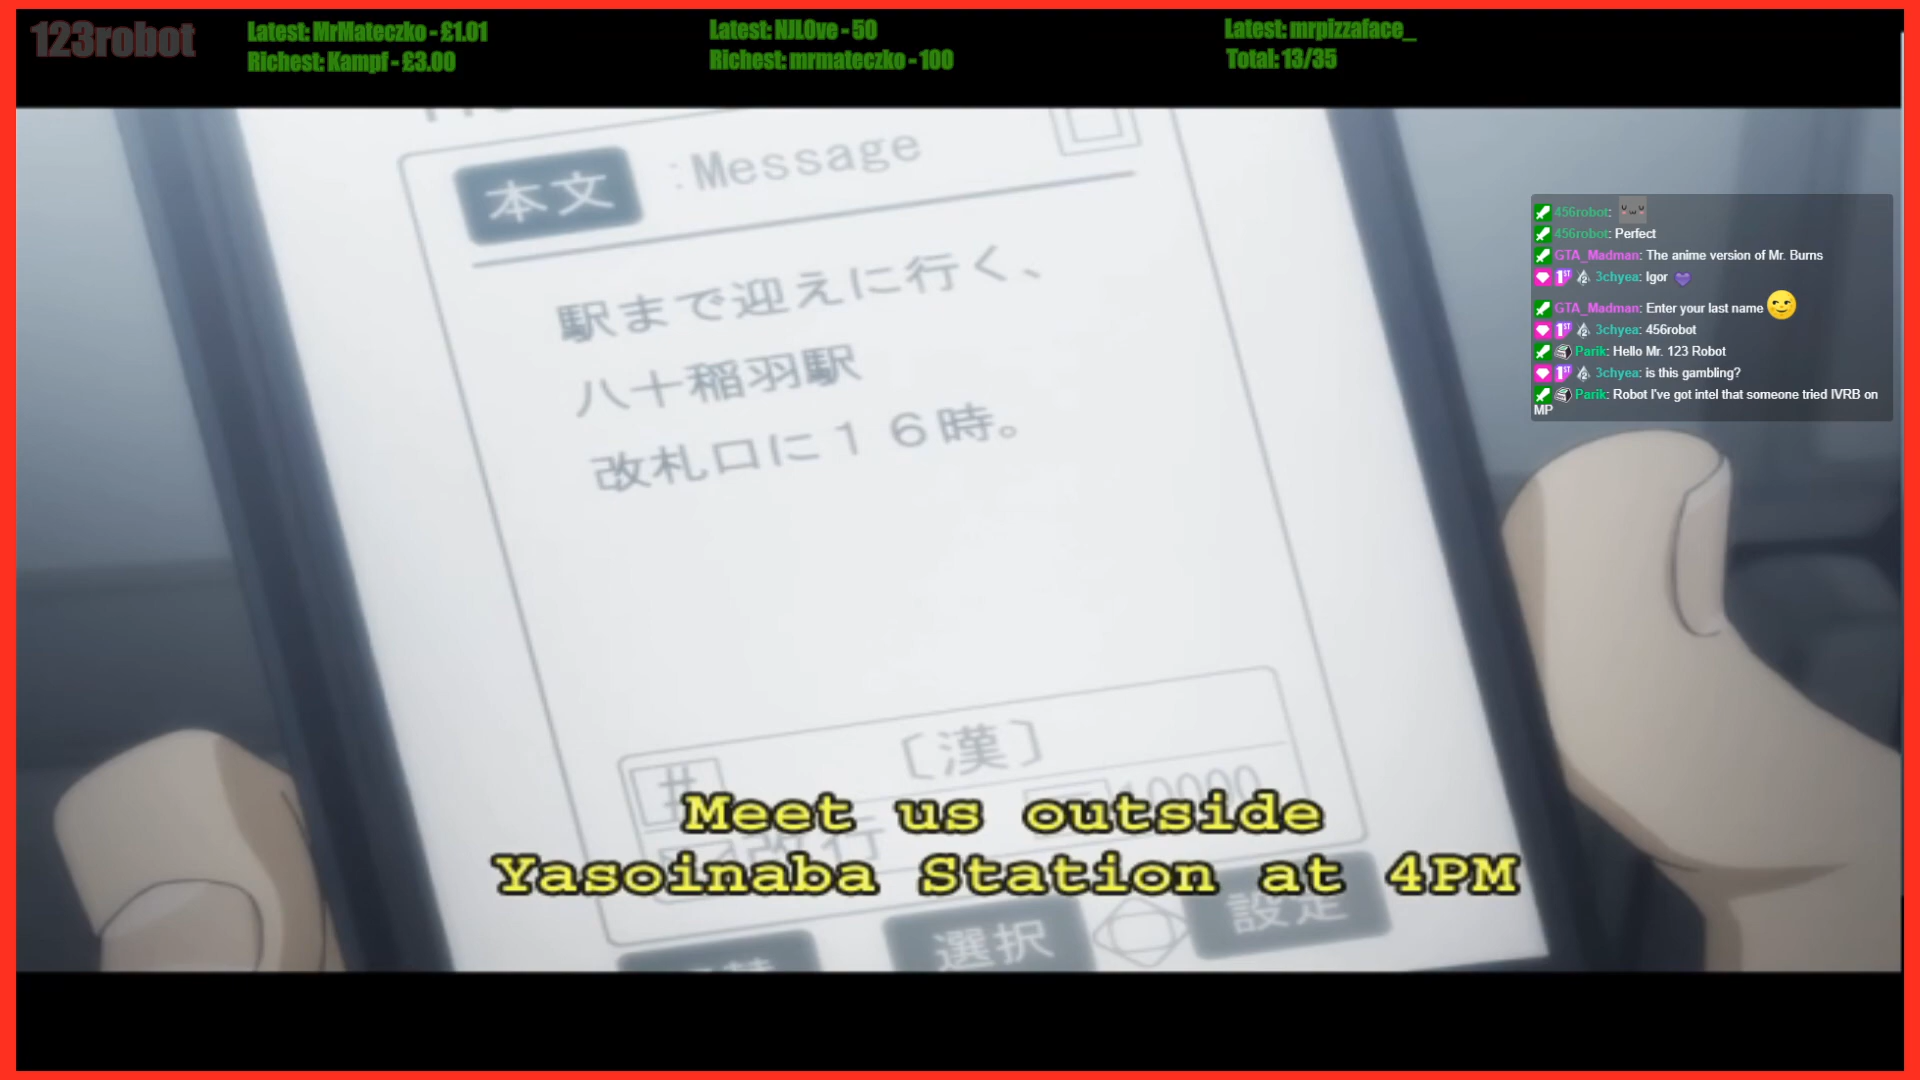 123robot
Latest: MrMateczko - £1.01
Richest: Kampf - £3.00
Latest: NJL0ve - 50
Richest: mrmateczko - 100
Latest: mrpizzaface_
Total: 13/35
本文 :Message
駅まで迎えに行く、
八十稲羽駅
改札口に16時。
〔漢〕
改行
10000
選択
設定
Meet us outside
Yasoinaba Station at 4PM
456robot:
456robot: Perfect
GTA_Madman: The anime version of Mr. Burns
3chyea: Igor 💜
GTA_Madman: Enter your last name 😏
3chyea: 456robot
Parik: Hello Mr. 123 Robot
3chyea: is this gambling?
Parik: Robot I've got intel that someone tried IVRB on
MP